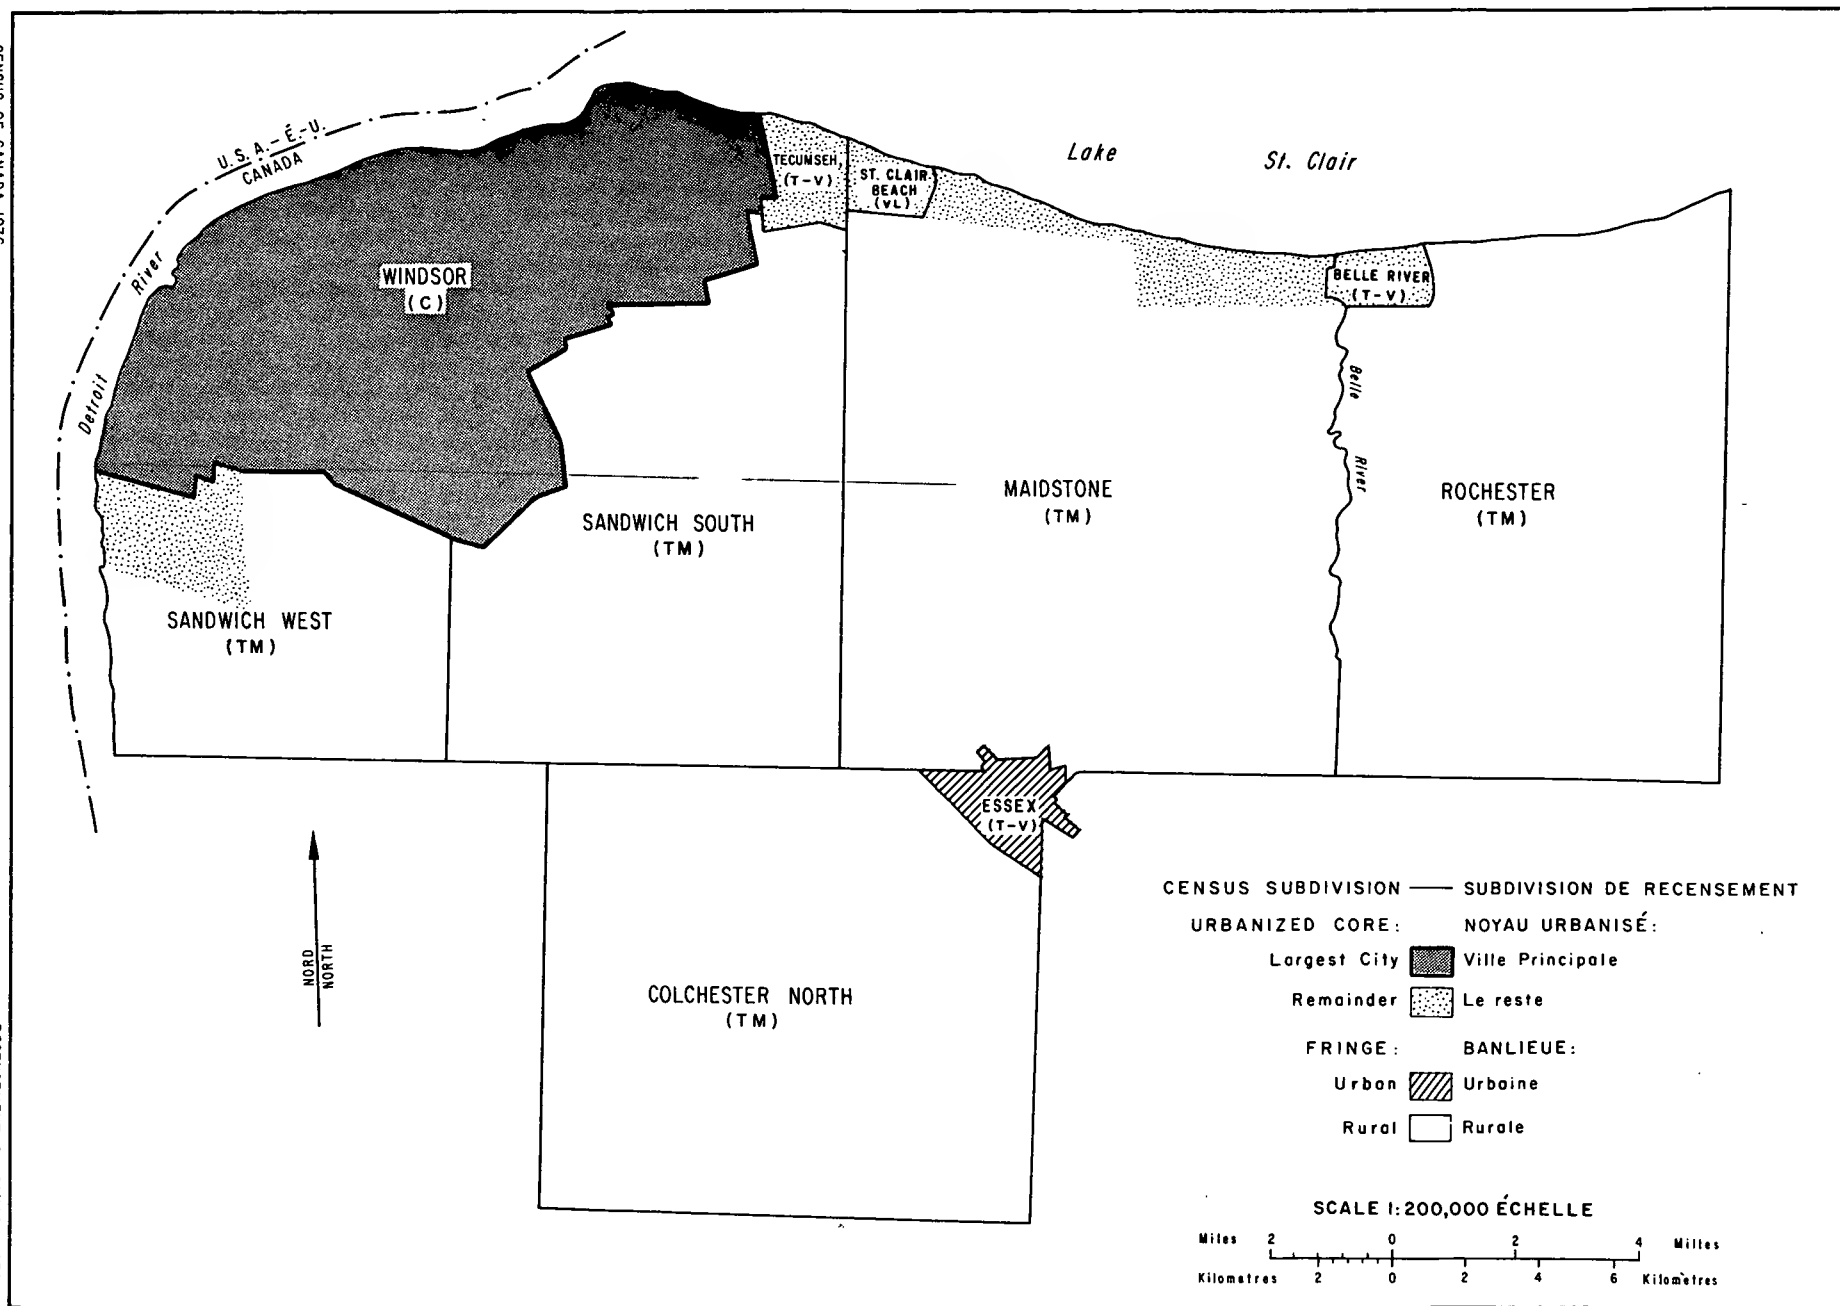 U.S.A. - É.-U.
CANADA
Detroit River
Lake St. Clair
WINDSOR
(C)
TECUMSEH,
(T-V)
ST. CLAIR
BEACH
(VL)
BELLE RIVER
(T-V)
Belle River
SANDWICH WEST
(TM)
SANDWICH SOUTH
(TM)
MAIDSTONE
(TM)
ROCHESTER
(TM)
ESSEX
(T-V)
COLCHESTER NORTH
(TM)
NORD
NORTH
CENSUS SUBDIVISION — SUBDIVISION DE RECENSEMENT
URBANIZED CORE: NOYAU URBANISÉ:
Largest City Ville Principale
Remainder Le reste
FRINGE: BANLIEUE:
Urban Urbaine
Rural Rurale
SCALE 1:200,000 ÉCHELLE
Miles 2 0 2 4 Milles
Kilometres 2 0 2 4 6 Kilomètres